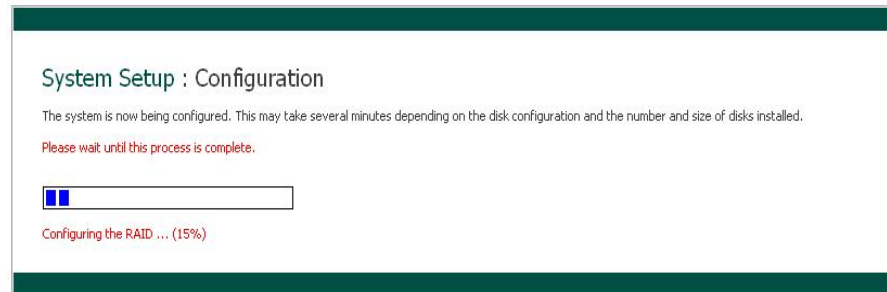 System Setup : Configuration
The system is now being configured. This may take several minutes depending on the disk configuration and the number and size of disks installed.
Please wait until this process is complete.
Configuring the RAID ... (15%)